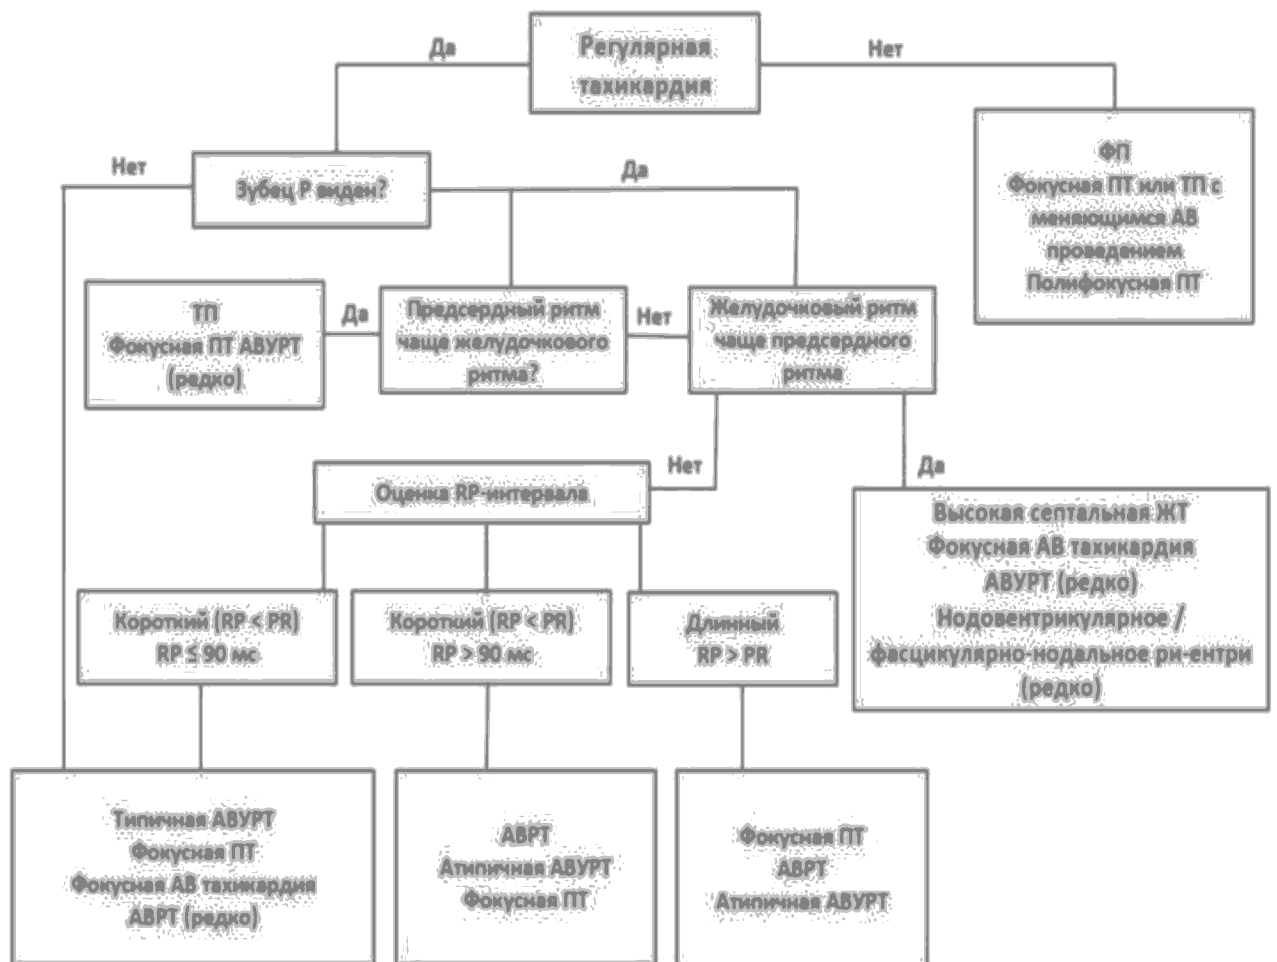 Да
Регулярная
тахикардия
Нет
Нет
Зубец P виден?
Да
ФП
Фокусная ПТ или ТП с
меняющимся АВ
проведением
Полифокусная ПТ
ТП
Фокусная ПТ АВУРТ
(редко)
Да
Предсердный ритм
чаще желудочкового
ритма?
Нет
Желудочковый ритм
чаще предсердного
ритма
Нет
Да
Оценка RP-интервала
Высокая септальная ЖТ
Фокусная АВ тахикардия
АВУРТ (редко)
Нодовентрикулярное /
фасцикулярно-нодальное ри-ентри
(редко)
Короткий (RP < PR)
RP ≤ 90 мс
Короткий (RP < PR)
RP > 90 мс
Длинный
RP > PR
Типичная АВУРТ
Фокусная ПТ
Фокусная АВ тахикардия
АВРТ (редко)
АВРТ
Атипичная АВУРТ
Фокусная ПТ
Фокусная ПТ
АВРТ
Атипичная АВУРТ